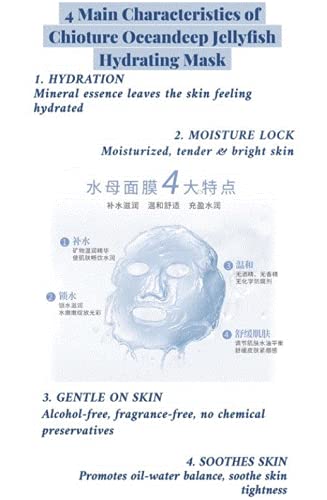 4 Main Characteristics of
Chioture Oceandeep Jellyfish
Hydrating Mask
1. HYDRATION
Mineral essence leaves the skin feeling
hydrated
2. MOISTURE LOCK
Moisturized, tender & bright skin
水母面膜4大特点
补水滋润 温和舒适 充盈水润
1 补水
矿物温润精华
使肌肤畅饮水润
3 温和
无酒精、无香精
无化学防腐剂
2 锁水
锁水滋润
水嫩嫩绽放光彩
4 舒缓肌肤
调节肌肤水油平衡
舒缓皮肤紧绷感
3. GENTLE ON SKIN
Alcohol-free, fragrance-free, no chemical
preservatives
4. SOOTHES SKIN
Promotes oil-water balance, soothe skin
tightness